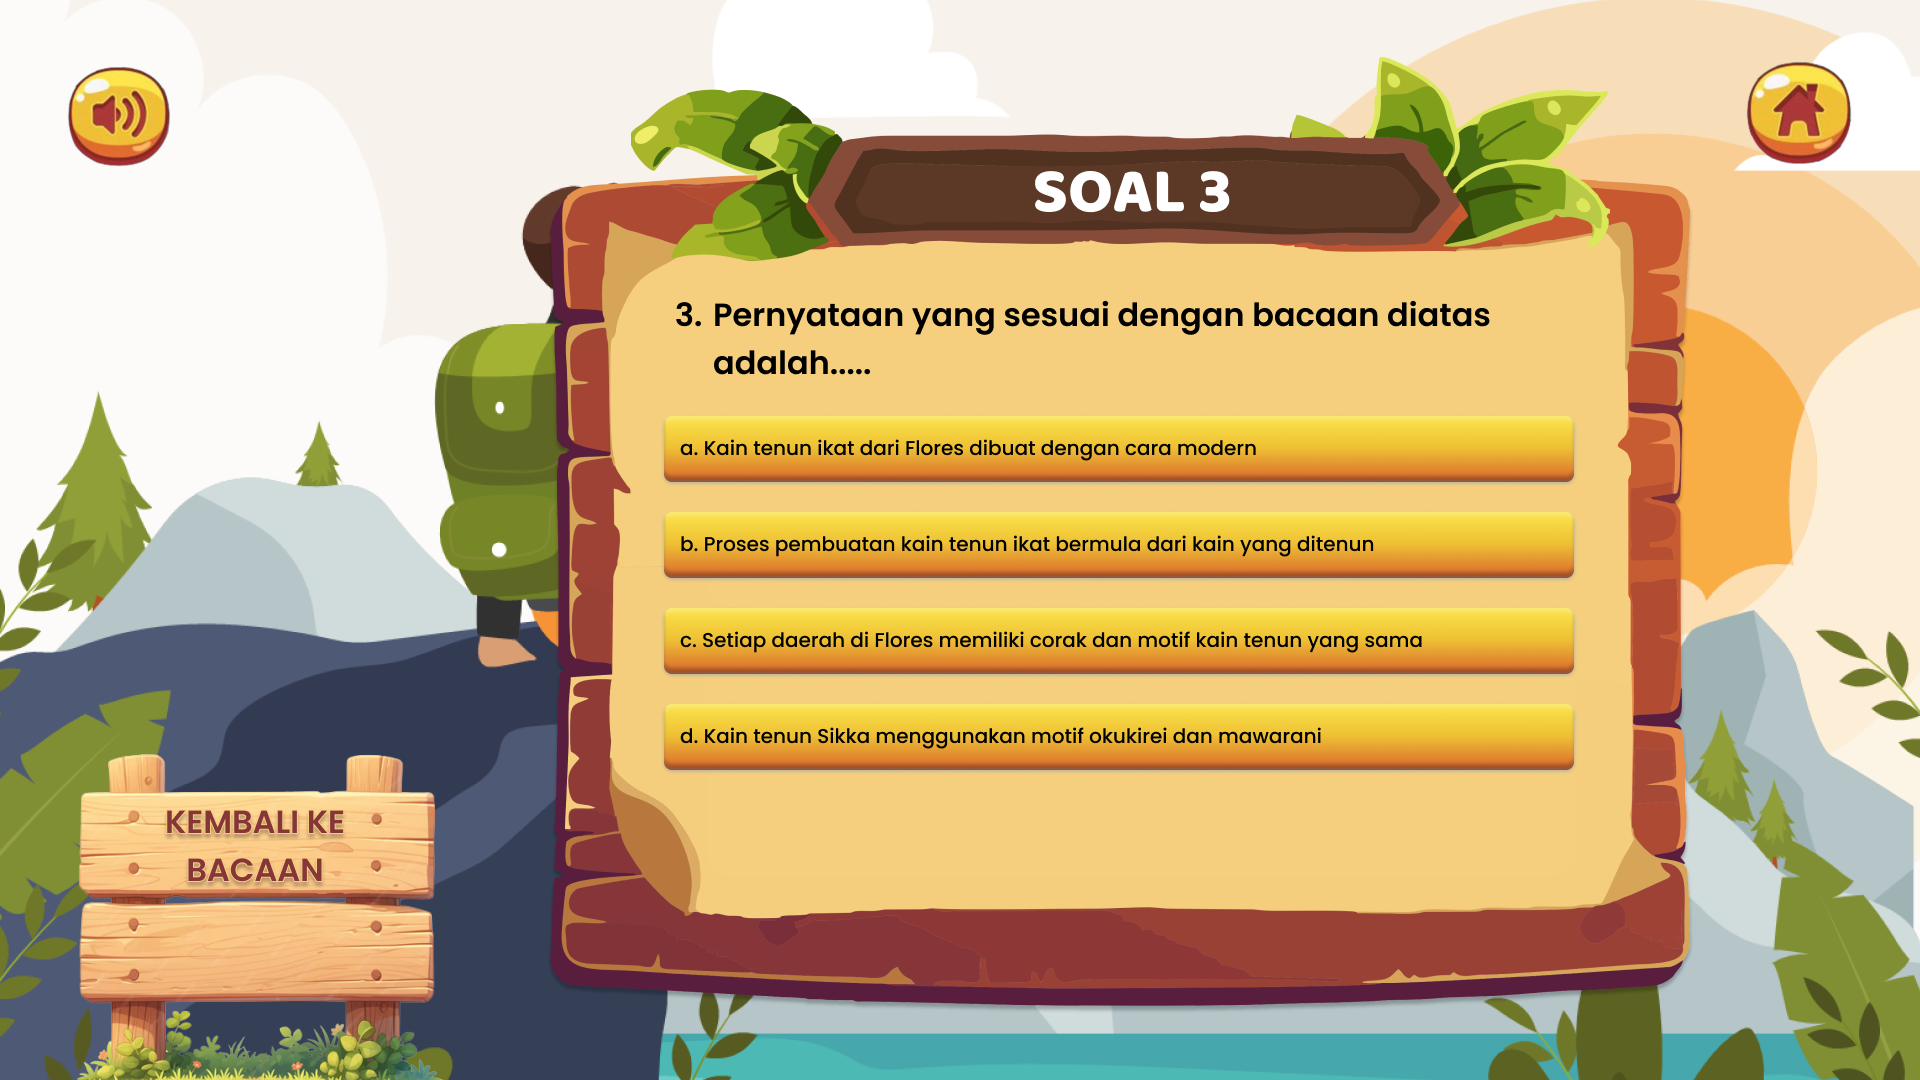 SOAL 3
3. Pernyataan yang sesuai dengan bacaan diatas
adalah.....
a. Kain tenun ikat dari Flores dibuat dengan cara modern
b. Proses pembuatan kain tenun ikat bermula dari kain yang ditenun
c. Setiap daerah di Flores memiliki corak dan motif kain tenun yang sama
d. Kain tenun Sikka menggunakan motif okukirei dan mawarani
KEMBALI KE
BACAAN